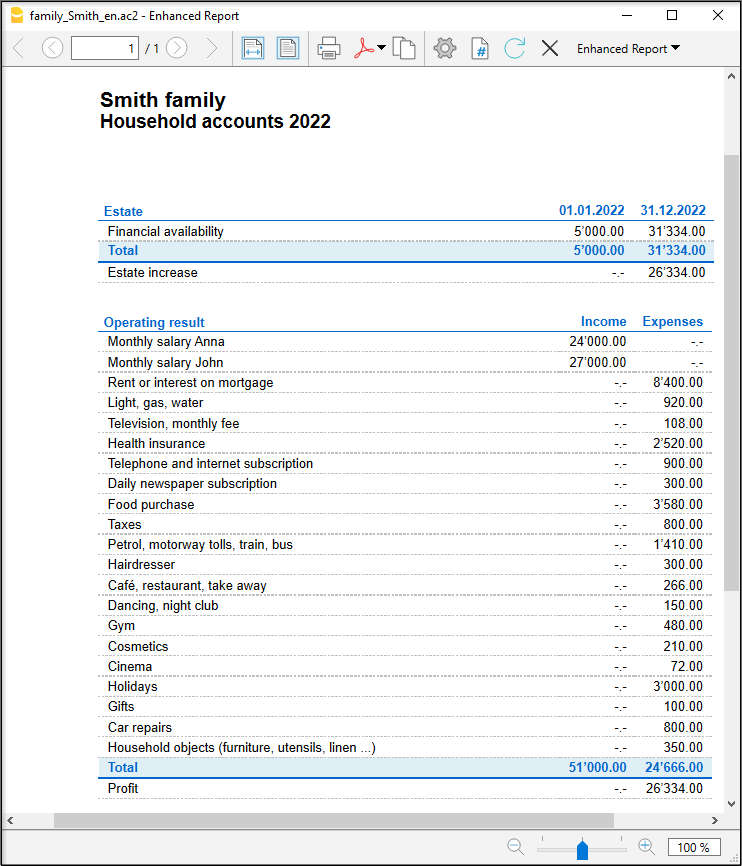 family_Smith_en.ac2 - Enhanced Report
1 / 1 Enhanced Report
Smith family
Household accounts 2022
Estate 01.01.2022 31.12.2022
Financial availability 5'000.00 31'334.00
Total 5'000.00 31'334.00
Estate increase -.- 26'334.00
Operating result Income Expenses
Monthly salary Anna 24'000.00 -.-
Monthly salary John 27'000.00 -.-
Rent or interest on mortgage -.- 8'400.00
Light, gas, water -.- 920.00
Television, monthly fee -.- 108.00
Health insurance -.- 2'520.00
Telephone and internet subscription -.- 900.00
Daily newspaper subscription -.- 300.00
Food purchase -.- 3'580.00
Taxes -.- 800.00
Petrol, motorway tolls, train, bus -.- 1'410.00
Hairdresser -.- 300.00
Café, restaurant, take away -.- 266.00
Dancing, night club -.- 150.00
Gym -.- 480.00
Cosmetics -.- 210.00
Cinema -.- 72.00
Holidays -.- 3'000.00
Gifts -.- 100.00
Car repairs -.- 800.00
Household objects (furniture, utensils, linen ...) -.- 350.00
Total 51'000.00 24'666.00
Profit -.- 26'334.00
100 %